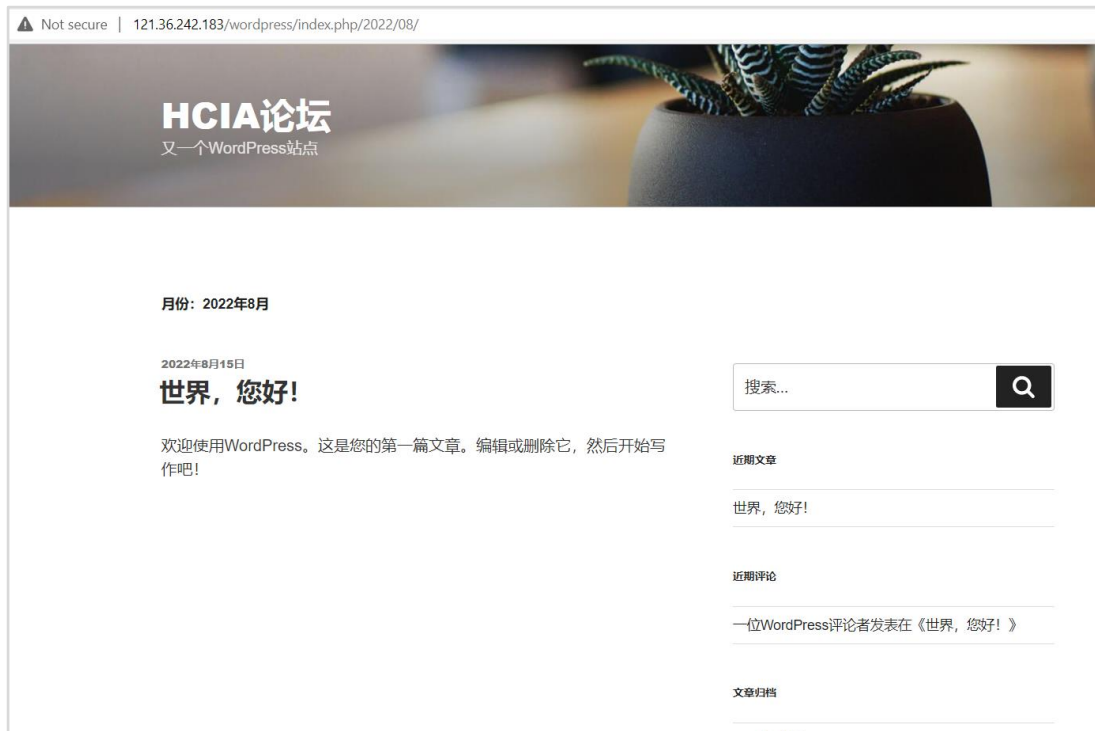 Not secure | 121.36.242.183/wordpress/index.php/2022/08/
HCIA论坛
又一个WordPress站点
月份：2022年8月
2022年8月15日
世界，您好！
欢迎使用WordPress。这是您的第一篇文章。编辑或删除它，然后开始写
作吧！
搜索...
近期文章
世界，您好！
近期评论
一位WordPress评论者发表在《世界，您好！》
文章归档